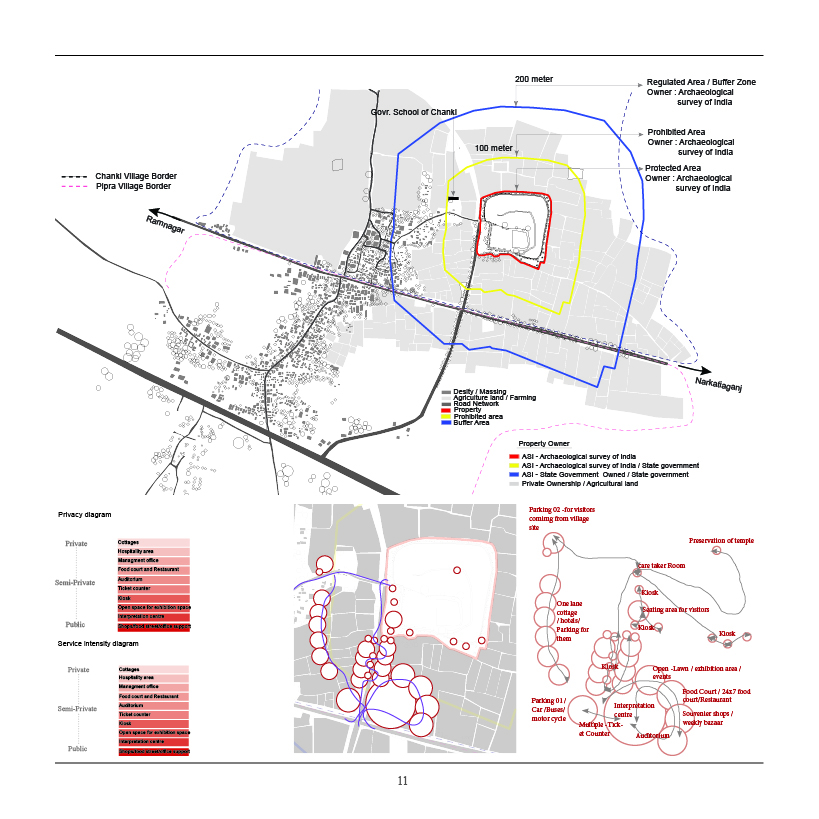 200 meter
Regulated Area / Buffer Zone
Owner : Archaeological
survey of India
Govr. School of Chanki
Prohibited Area
Owner : Archaeological
survey of India
100 meter
Protected Area
Owner : Archaeological
survey of India
Chanki Village Border
Pipra Village Border
Ramnagar
Narkatiaganj
Desity / Massing
Agriculture land / Farming
Road Network
Property
Prohibited area
Buffer Area
Property Owner
ASI - Archaeological survey of India
ASI - Archaeological survey of India / State government
ASI - State Government Owned / State government
Private Ownership / Agricultural land
Privacy diagram
Private
Semi-Private
Public
Cottages
Hospitality area
Managment office
Food court and Restaurant
Auditorium
Ticket counter
Kiosk
Open space for exhibition space
Interpretation centre
Service intensity diagram
Private
Semi-Private
Public
Cottages
Hospitality area
Managment office
Food court and Restaurant
Auditorium
Ticket counter
Kiosk
Open space for exhibition space
Interpretation centre
Parking 02 -for visitors
coming from village
site
Preservation of temple
Care taker Room
Kiosk
One lane
cottage
/ hotels/
Parking for
them
Seating area for visitors
Kiosk
Kiosk
Kiosk
Open -Lawn / exhibition area /
events
Food Court / 24x7 food
court/Restaurant
Parking 01/
Car /Buses/
motor cycle
Interpretation
centre
Souvenier shops /
weekly bazaar
Multiple - Tick-
et Counter
Auditorium
11